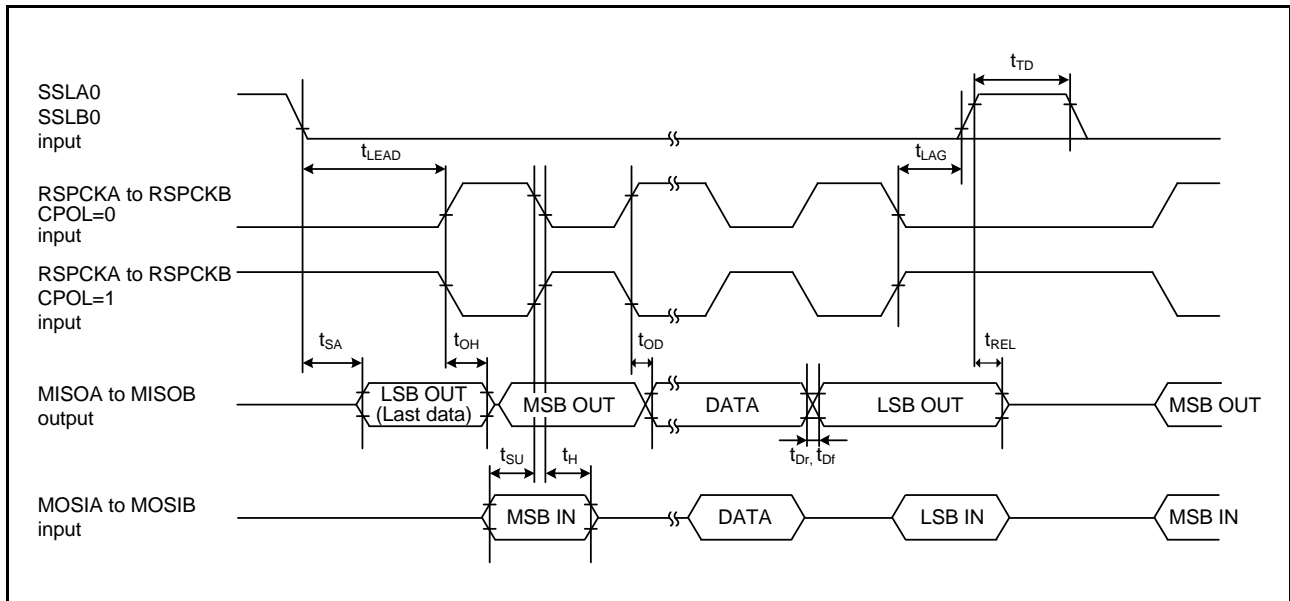 SSLA0
SSLB0
input
tTD
tLEAD
tLAG
RSPCKA to RSPCKB
CPOL=0
input
RSPCKA to RSPCKB
CPOL=1
input
tSA
tOH
tOD
tREL
MISOA to MISOB
output
LSB OUT
(Last data)
MSB OUT
DATA
LSB OUT
MSB OUT
tSU
tH
tDr, tDf
MOSIA to MOSIB
input
MSB IN
DATA
LSB IN
MSB IN